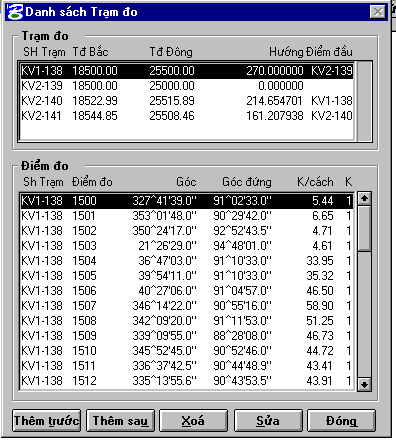 Danh sách Trạm đo
Trạm đo
SH Trạm Tđ Bắc Tđ Đông Hướng Điểm đầu
KV1-138 18500.00 25500.00 270.000000 KV2-139
KV2-139 18500.00 25000.00 0.000000
KV2-140 18522.99 25515.89 214.654701 KV1-138
KV2-141 18544.85 25508.46 161.207938 KV2-140
Điểm đo
Sh Trạm Điểm đo Góc Góc đứng K/cách K
KV1-138 1500 327^41'39.0" 91^02'33.0" 5.44 1
KV1-138 1501 353^01'48.0" 90^29'42.0" 6.65 1
KV1-138 1502 350^24'17.0" 92^52'43.5" 4.71 1
KV1-138 1503 21^26'29.0" 94^48'01.0" 4.61 1
KV1-138 1504 36^47'03.0" 91^10'33.0" 33.95 1
KV1-138 1505 39^54'11.0" 91^10'33.0" 35.32 1
KV1-138 1506 40^27'06.0" 91^04'57.0" 46.50 1
KV1-138 1507 346^14'22.0" 90^55'16.0" 58.90 1
KV1-138 1508 342^09'20.0" 91^11'53.0" 51.25 1
KV1-138 1509 339^09'55.0" 88^28'08.0" 46.73 1
KV1-138 1510 345^52'45.0" 90^52'46.0" 44.72 1
KV1-138 1511 336^37'42.5" 90^44'48.9" 43.41 1
KV1-138 1512 335^13'55.6" 90^43'53.5" 43.91 1
Thêm trước Thêm sau Xoá Sửa Đóng